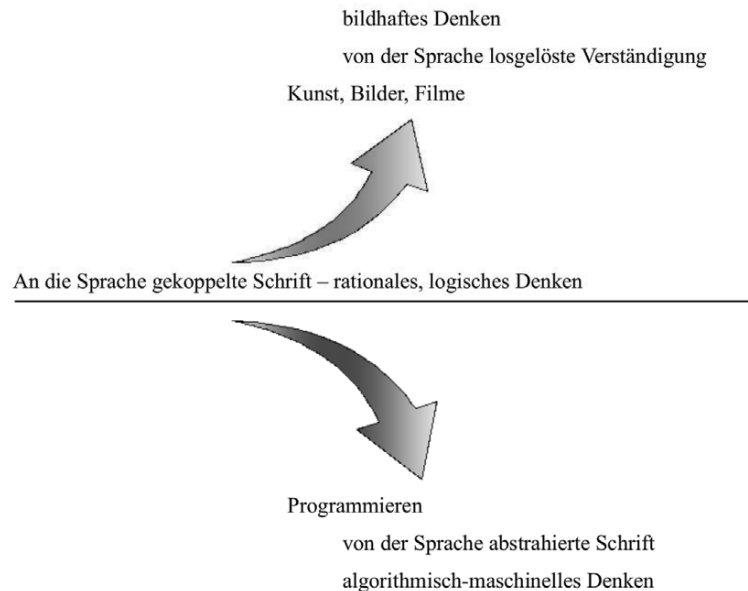 bildhaftes Denken
von der Sprache losgelöste Verständigung
Kunst, Bilder, Filme
An die Sprache gekoppelte Schrift – rationales, logisches Denken
Programmieren
von der Sprache abstrahierte Schrift
algorithmisch-maschinelles Denken